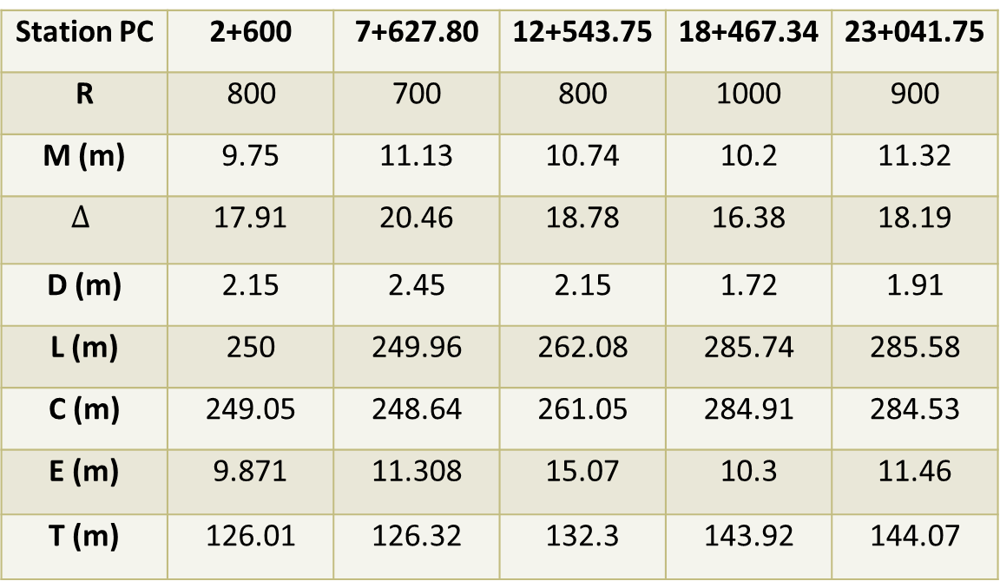 Station PC 2+600 7+627.80 12+543.75 18+467.34 23+041.75
R 800 700 800 1000 900
M (m) 9.75 11.13 10.74 10.2 11.32
Δ 17.91 20.46 18.78 16.38 18.19
D (m) 2.15 2.45 2.15 1.72 1.91
L (m) 250 249.96 262.08 285.74 285.58
C (m) 249.05 248.64 261.05 284.91 284.53
E (m) 9.871 11.308 15.07 10.3 11.46
T (m) 126.01 126.32 132.3 143.92 144.07